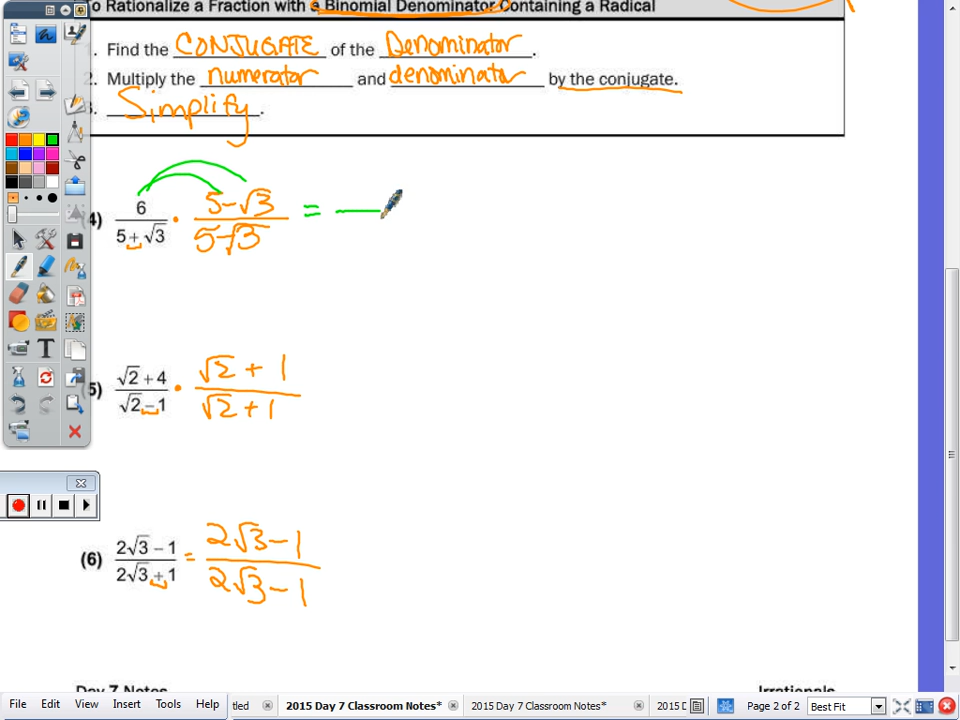 o Rationalize a Fraction with a Binomial Denominator Containing a Radical
1. Find the CONJUGATE of the Denominator.
2. Multiply the numerator and denominator by the conjugate.
3. Simplify.
4) 6/(5 + √3) • (5 - √3)/(5 - √3) = 
(5) (√2 + 4)/(√2 - 1) • (√2 + 1)/(√2 + 1)
(6) (2√3 - 1)/(2√3 + 1) = (2√3 - 1)/(2√3 - 1)
Day 7 Notes Irrationals
File Edit View Insert Tools Help tled 2015 Day 7 Classroom Notes* 2015 Day 7 Classroom Notes* 2015 D Page 2 of 2 Best Fit